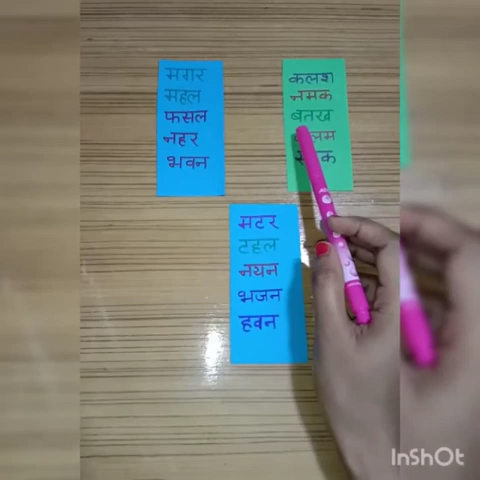 मगर
महल
फसल
नहर
भवन
कलश
नमक
बतख
मटर
टहल
नयन
भजन
हवन
InShOt